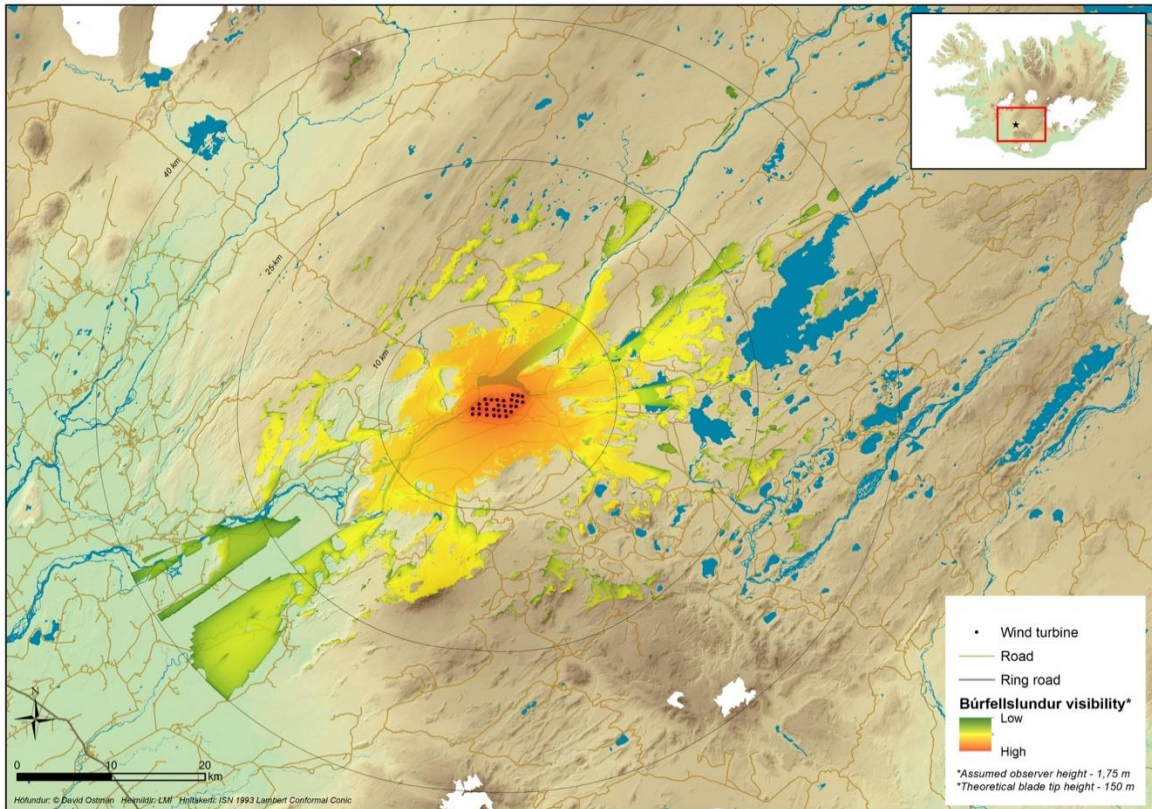 40 km
25 km
10 km
N
Wind turbine
Road
Ring road
Búrfellslundur visibility*
Low
High
*Assumed observer height - 1,75 m
*Theoretical blade tip height - 150 m
0 10 20
km
Höfundur: © David Ostman Heimildir: LMÍ Hnitakerfi: ISN 1993 Lambert Conformal Conic